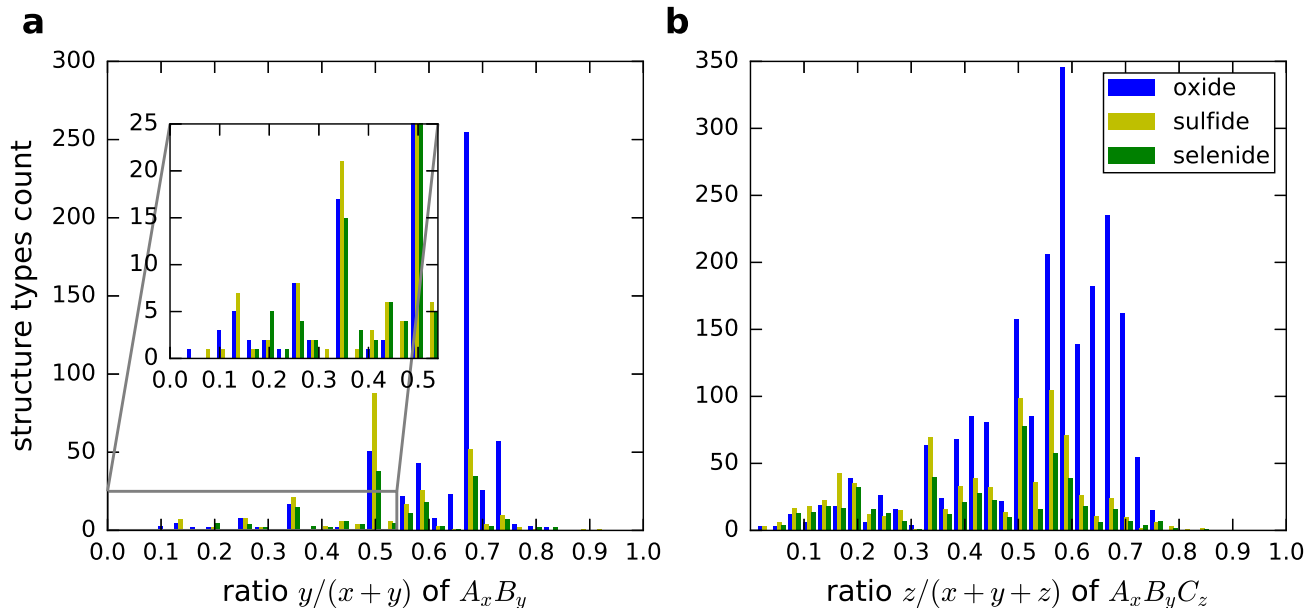 a
b
structure types count
300
250
200
150
100
50
0
0.0 0.1 0.2 0.3 0.4 0.5 0.6 0.7 0.8 0.9 1.0
ratio y/(x + y) of A_xB_y
25
20
15
10
5
0
0.0 0.1 0.2 0.3 0.4 0.5
350
300
250
200
150
100
50
0
0.1 0.2 0.3 0.4 0.5 0.6 0.7 0.8 0.9 1.0
ratio z/(x + y + z) of A_xB_yC_z
oxide
sulfide
selenide